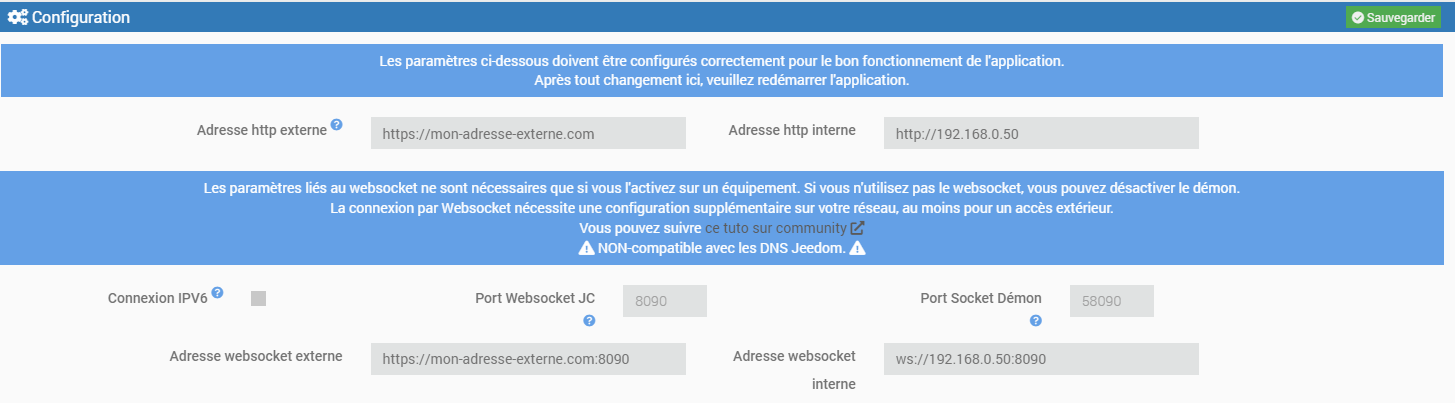 Configuration
Sauvegarder
Les paramètres ci-dessous doivent être configurés correctement pour le bon fonctionnement de l'application.
Après tout changement ici, veuillez redémarrer l'application.
Adresse http externe ? https://mon-adresse-externe.com Adresse http interne http://192.168.0.50
Les paramètres liés au websocket ne sont nécessaires que si vous l'activez sur un équipement. Si vous n'utilisez pas le websocket, vous pouvez désactiver le démon.
La connexion par Websocket nécessite une configuration supplémentaire sur votre réseau, au moins pour un accès extérieur.
Vous pouvez suivre ce tuto sur community
NON-compatible avec les DNS Jeedom.
Connexion IPV6 ? Port Websocket JC ? 8090 Port Socket Démon ? 58090
Adresse websocket externe https://mon-adresse-externe.com:8090 Adresse websocket interne ws://192.168.0.50:8090